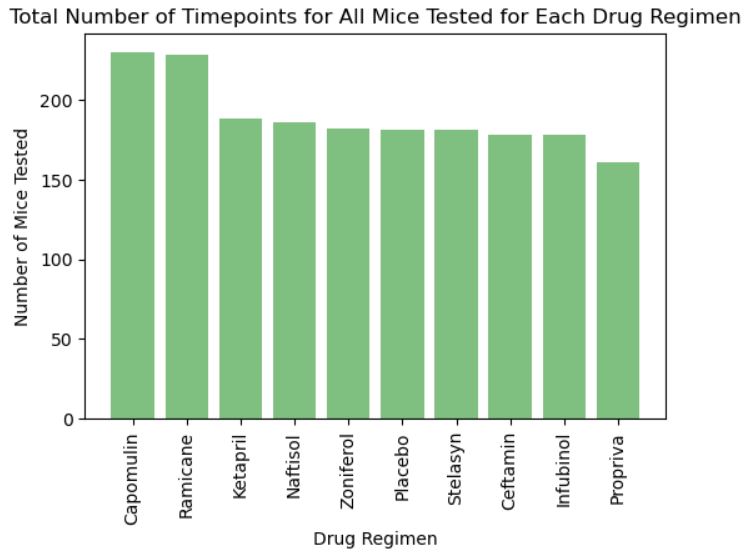 Total Number of Timepoints for All Mice Tested for Each Drug Regimen
Number of Mice Tested
200
150
100
50
0
Capomulin
Ramicane
Ketapril
Naftisol
Zoniferol
Placebo
Stelasyn
Ceftamin
Infubinol
Propriva
Drug Regimen